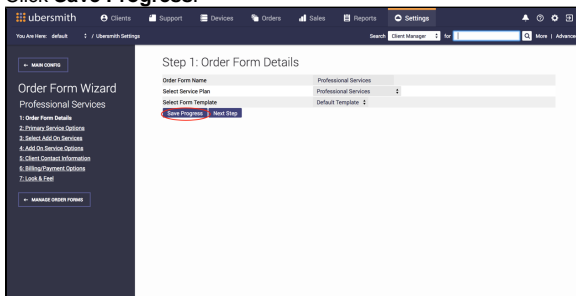 Click Save Progress.
ubersmith Clients Support Devices Orders Sales Reports Settings
You Are Here: default / Ubersmith Settings Search Client Manager for More | Advanced
← MAIN CONFIG
Order Form Wizard
Professional Services
1: Order Form Details
2: Primary Service Options
3: Select Add On Services
4: Add On Service Options
5: Client Contact Information
6: Billing/Payment Options
7: Look & Feel
← MANAGE ORDER FORMS
Step 1: Order Form Details
Order Form Name Professional Services
Select Service Plan Professional Services
Select Form Template Default Template
Save Progress Next Step